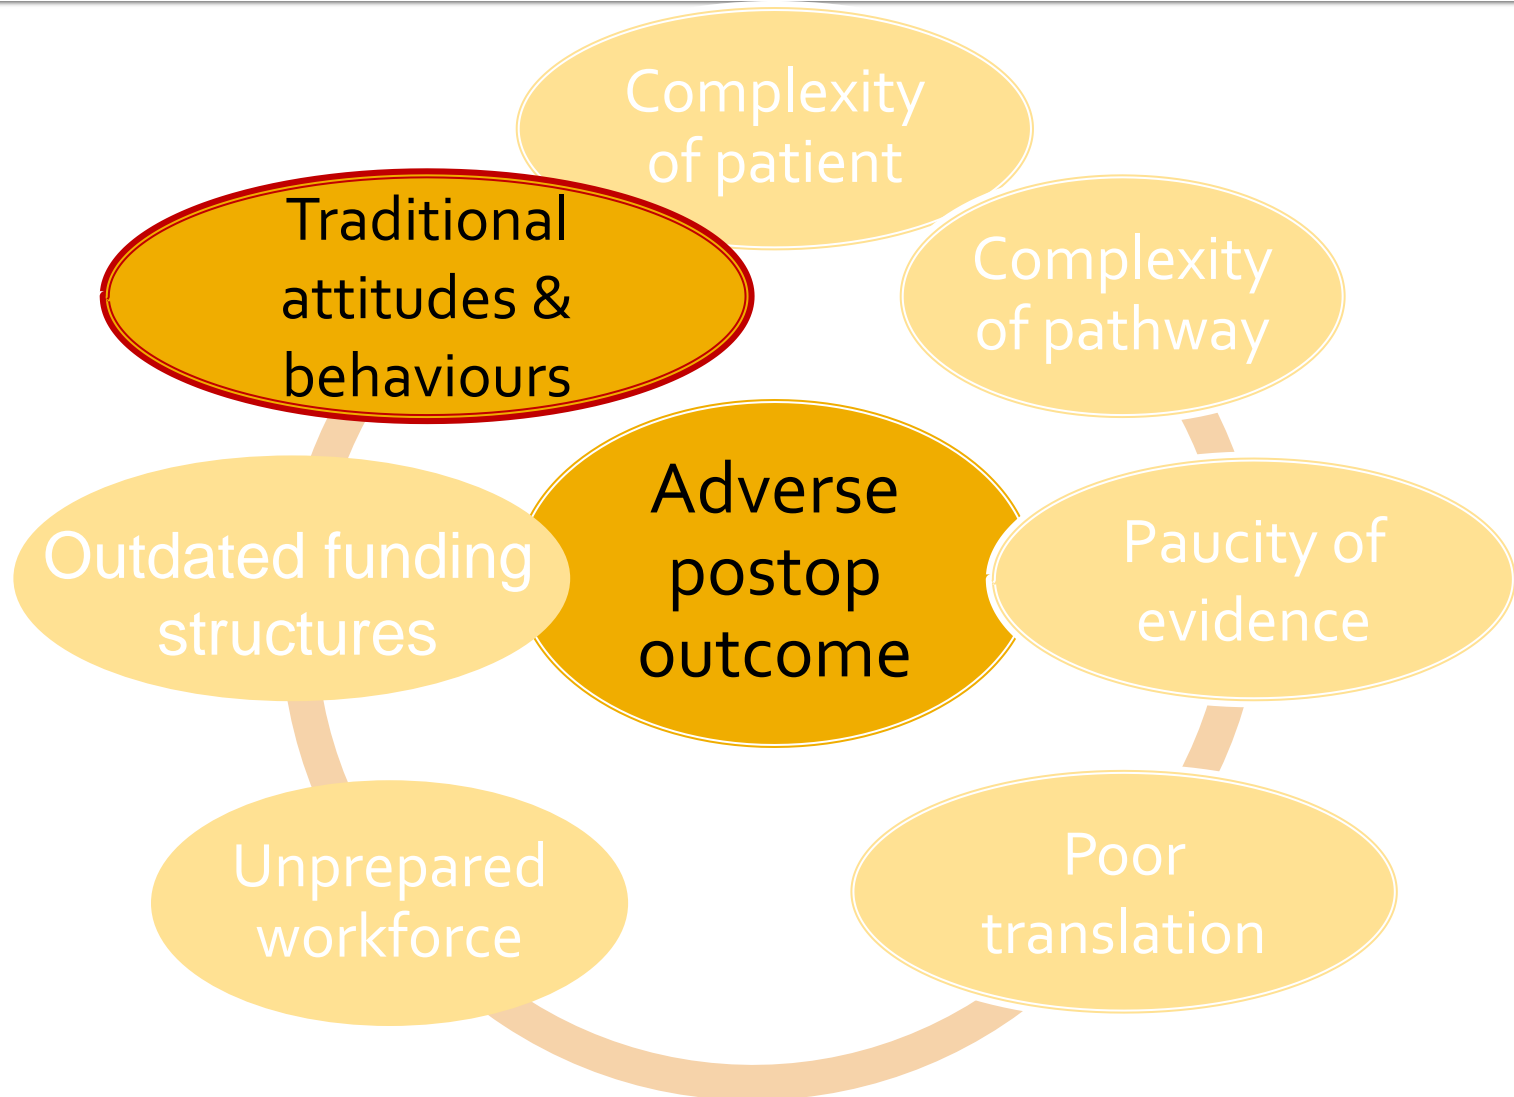 Complexity
of patient
Traditional
attitudes &
behaviours
Complexity
of pathway
Adverse
postop
outcome
Outdated funding
structures
Paucity of
evidence
Unprepared
workforce
Poor
translation